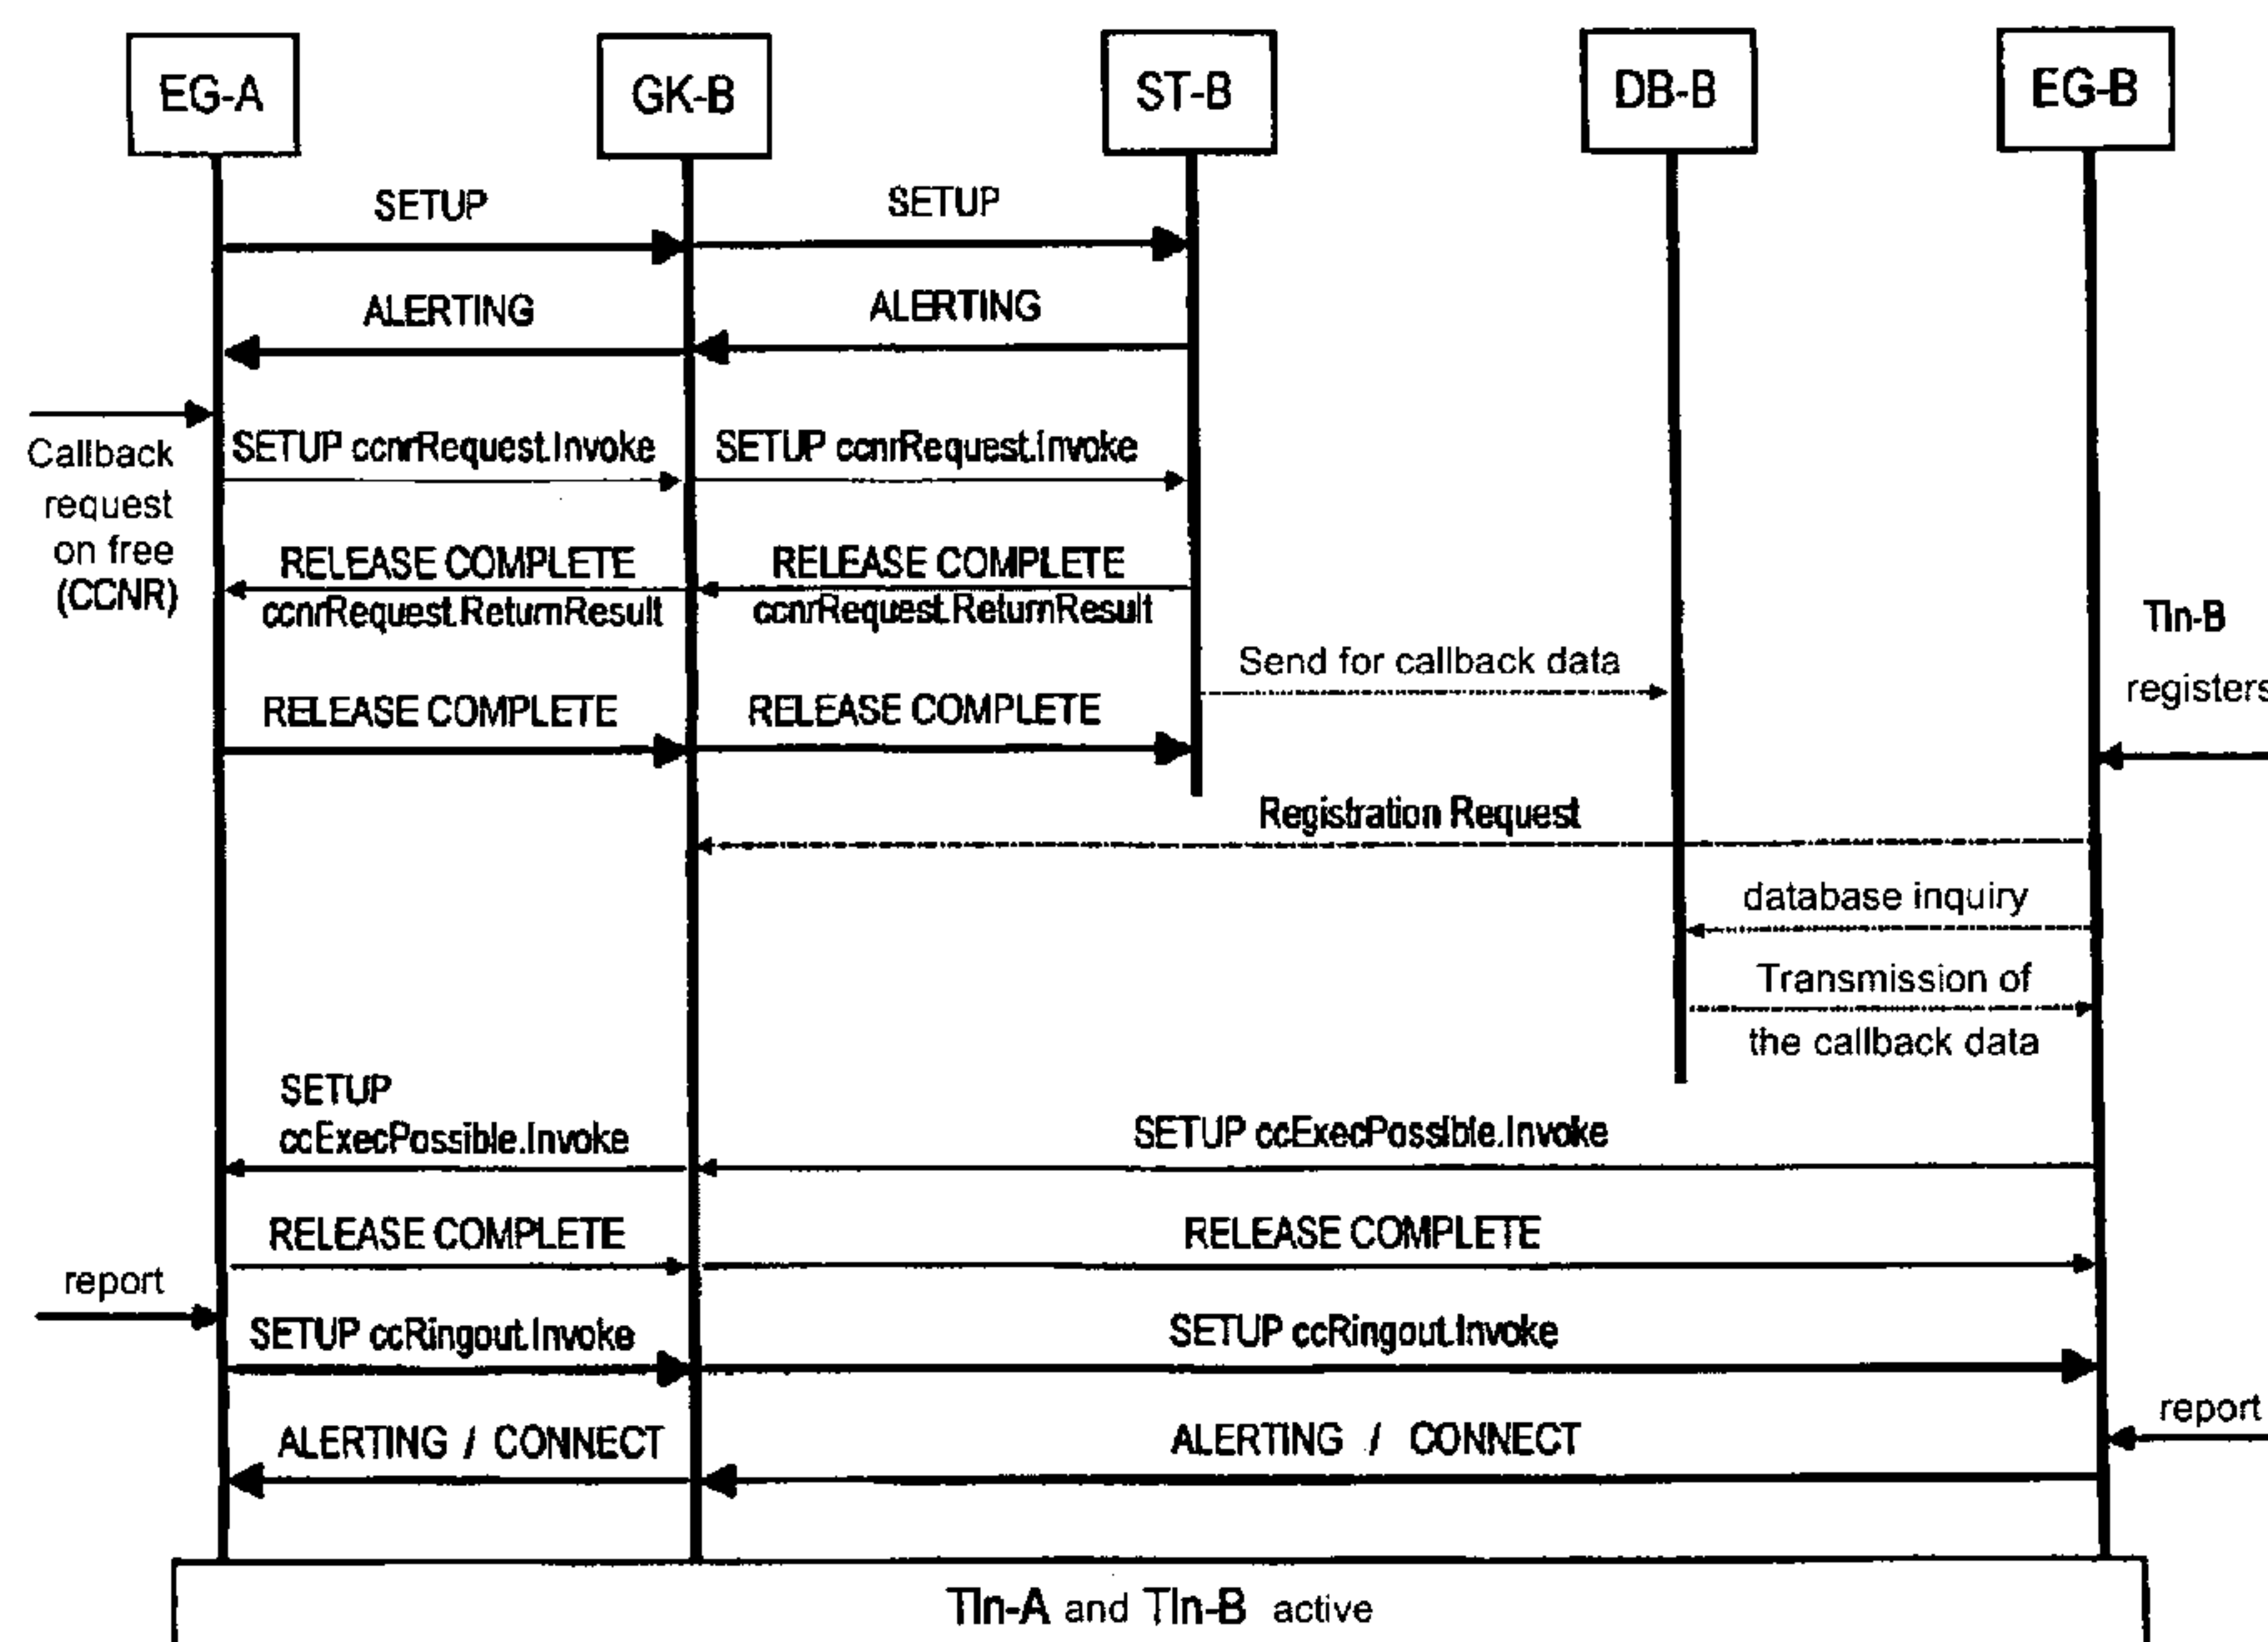 EG-A
GK-B
ST-B
DB-B
EG-B
SETUP
SETUP
ALERTING
ALERTING
Callback
request
on free
(CCNR)
SETUP ccnrRequest.Invoke
SETUP ccnrRequest.Invoke
RELEASE COMPLETE
ccnrRequest.ReturnResult
RELEASE COMPLETE
ccnrRequest.ReturnResult
Tln-B
registers
Send for callback data
RELEASE COMPLETE
RELEASE COMPLETE
Registration Request
database inquiry
Transmission of
the callback data
SETUP
ccExecPossible.Invoke
SETUP ccExecPossible.Invoke
RELEASE COMPLETE
RELEASE COMPLETE
report
SETUP ccRingout.Invoke
SETUP ccRingout.Invoke
report
ALERTING / CONNECT
ALERTING / CONNECT
Tln-A and Tln-B active